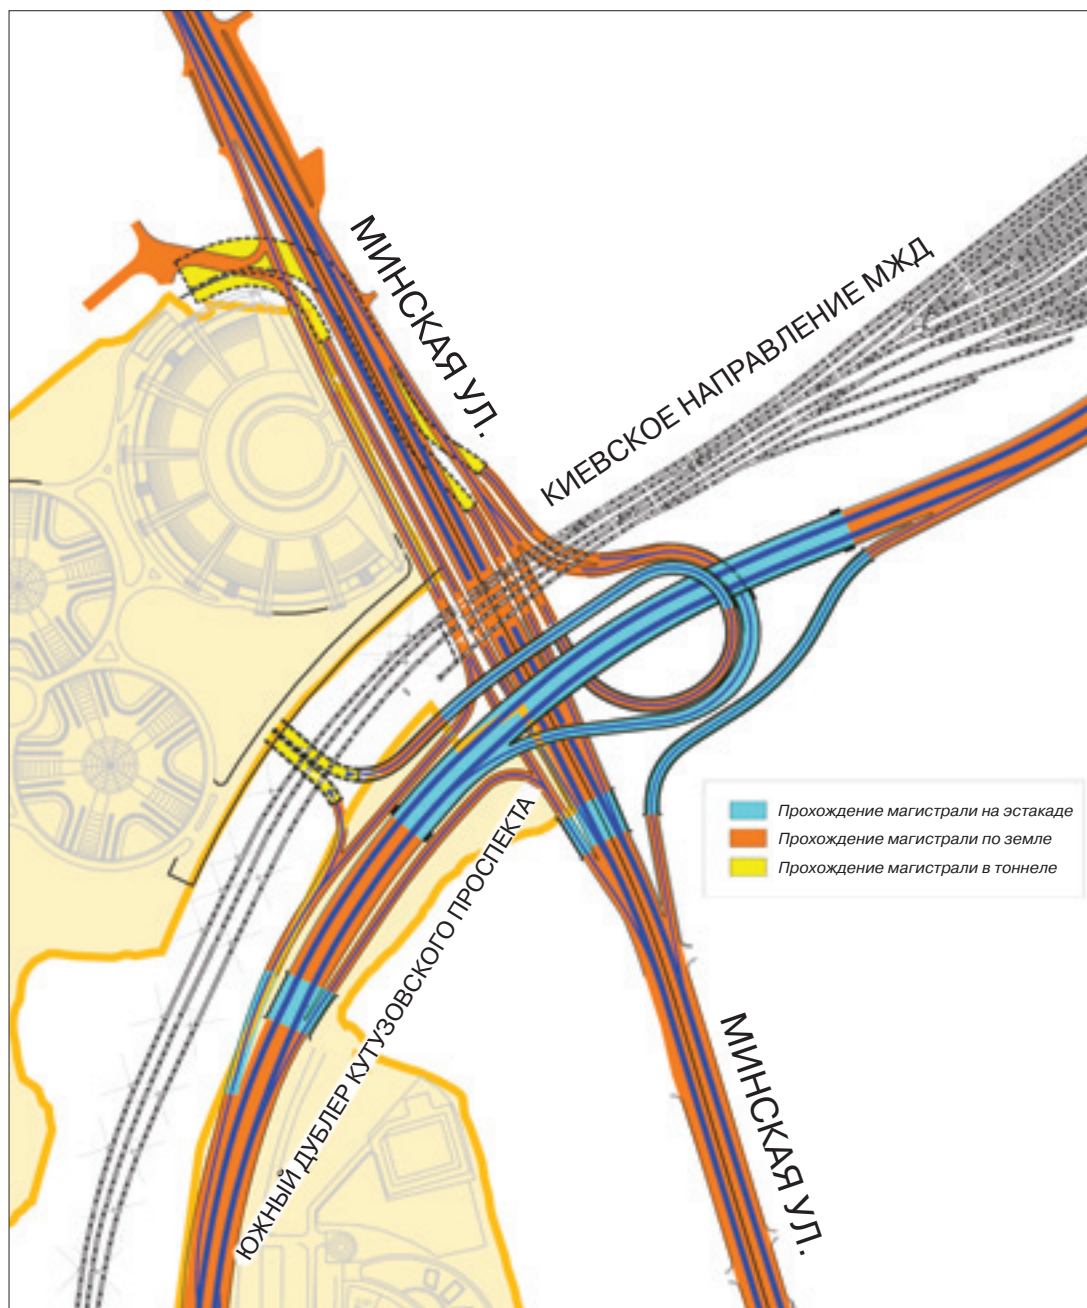 МИНСКАЯ УЛ.
КИЕВСКОЕ НАПРАВЛЕНИЕ МЖД
Прохождение магистрали на эстакаде
Прохождение магистрали по земле
Прохождение магистрали в тоннеле
ЮЖНЫЙ ДУБЛЕР КУТУЗОВСКОГО ПРОСПЕКТА
МИНСКАЯ УЛ.